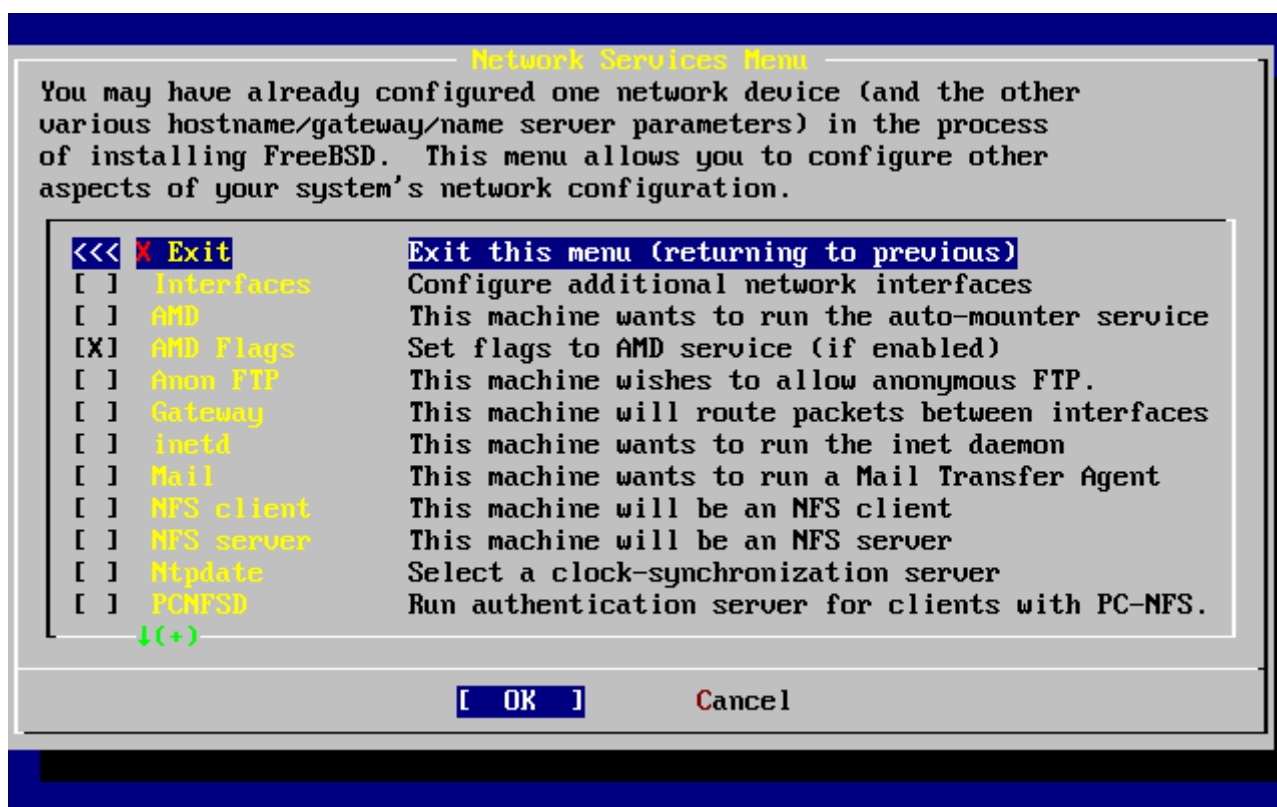 Network Services Menu
You may have already configured one network device (and the other
various hostname/gateway/name server parameters) in the process
of installing FreeBSD.  This menu allows you to configure other
aspects of your system's network configuration.
<<< X Exit Exit this menu (returning to previous)
[ ] Interfaces Configure additional network interfaces
[ ] AMD This machine wants to run the auto-mounter service
[X] AMD Flags Set flags to AMD service (if enabled)
[ ] Anon FTP This machine wishes to allow anonymous FTP.
[ ] Gateway This machine will route packets between interfaces
[ ] inetd This machine wants to run the inet daemon
[ ] Mail This machine wants to run a Mail Transfer Agent
[ ] NFS client This machine will be an NFS client
[ ] NFS server This machine will be an NFS server
[ ] Ntpdate Select a clock-synchronization server
[ ] PCNFSD Run authentication server for clients with PC-NFS.
↓(+)
[ OK ] Cancel